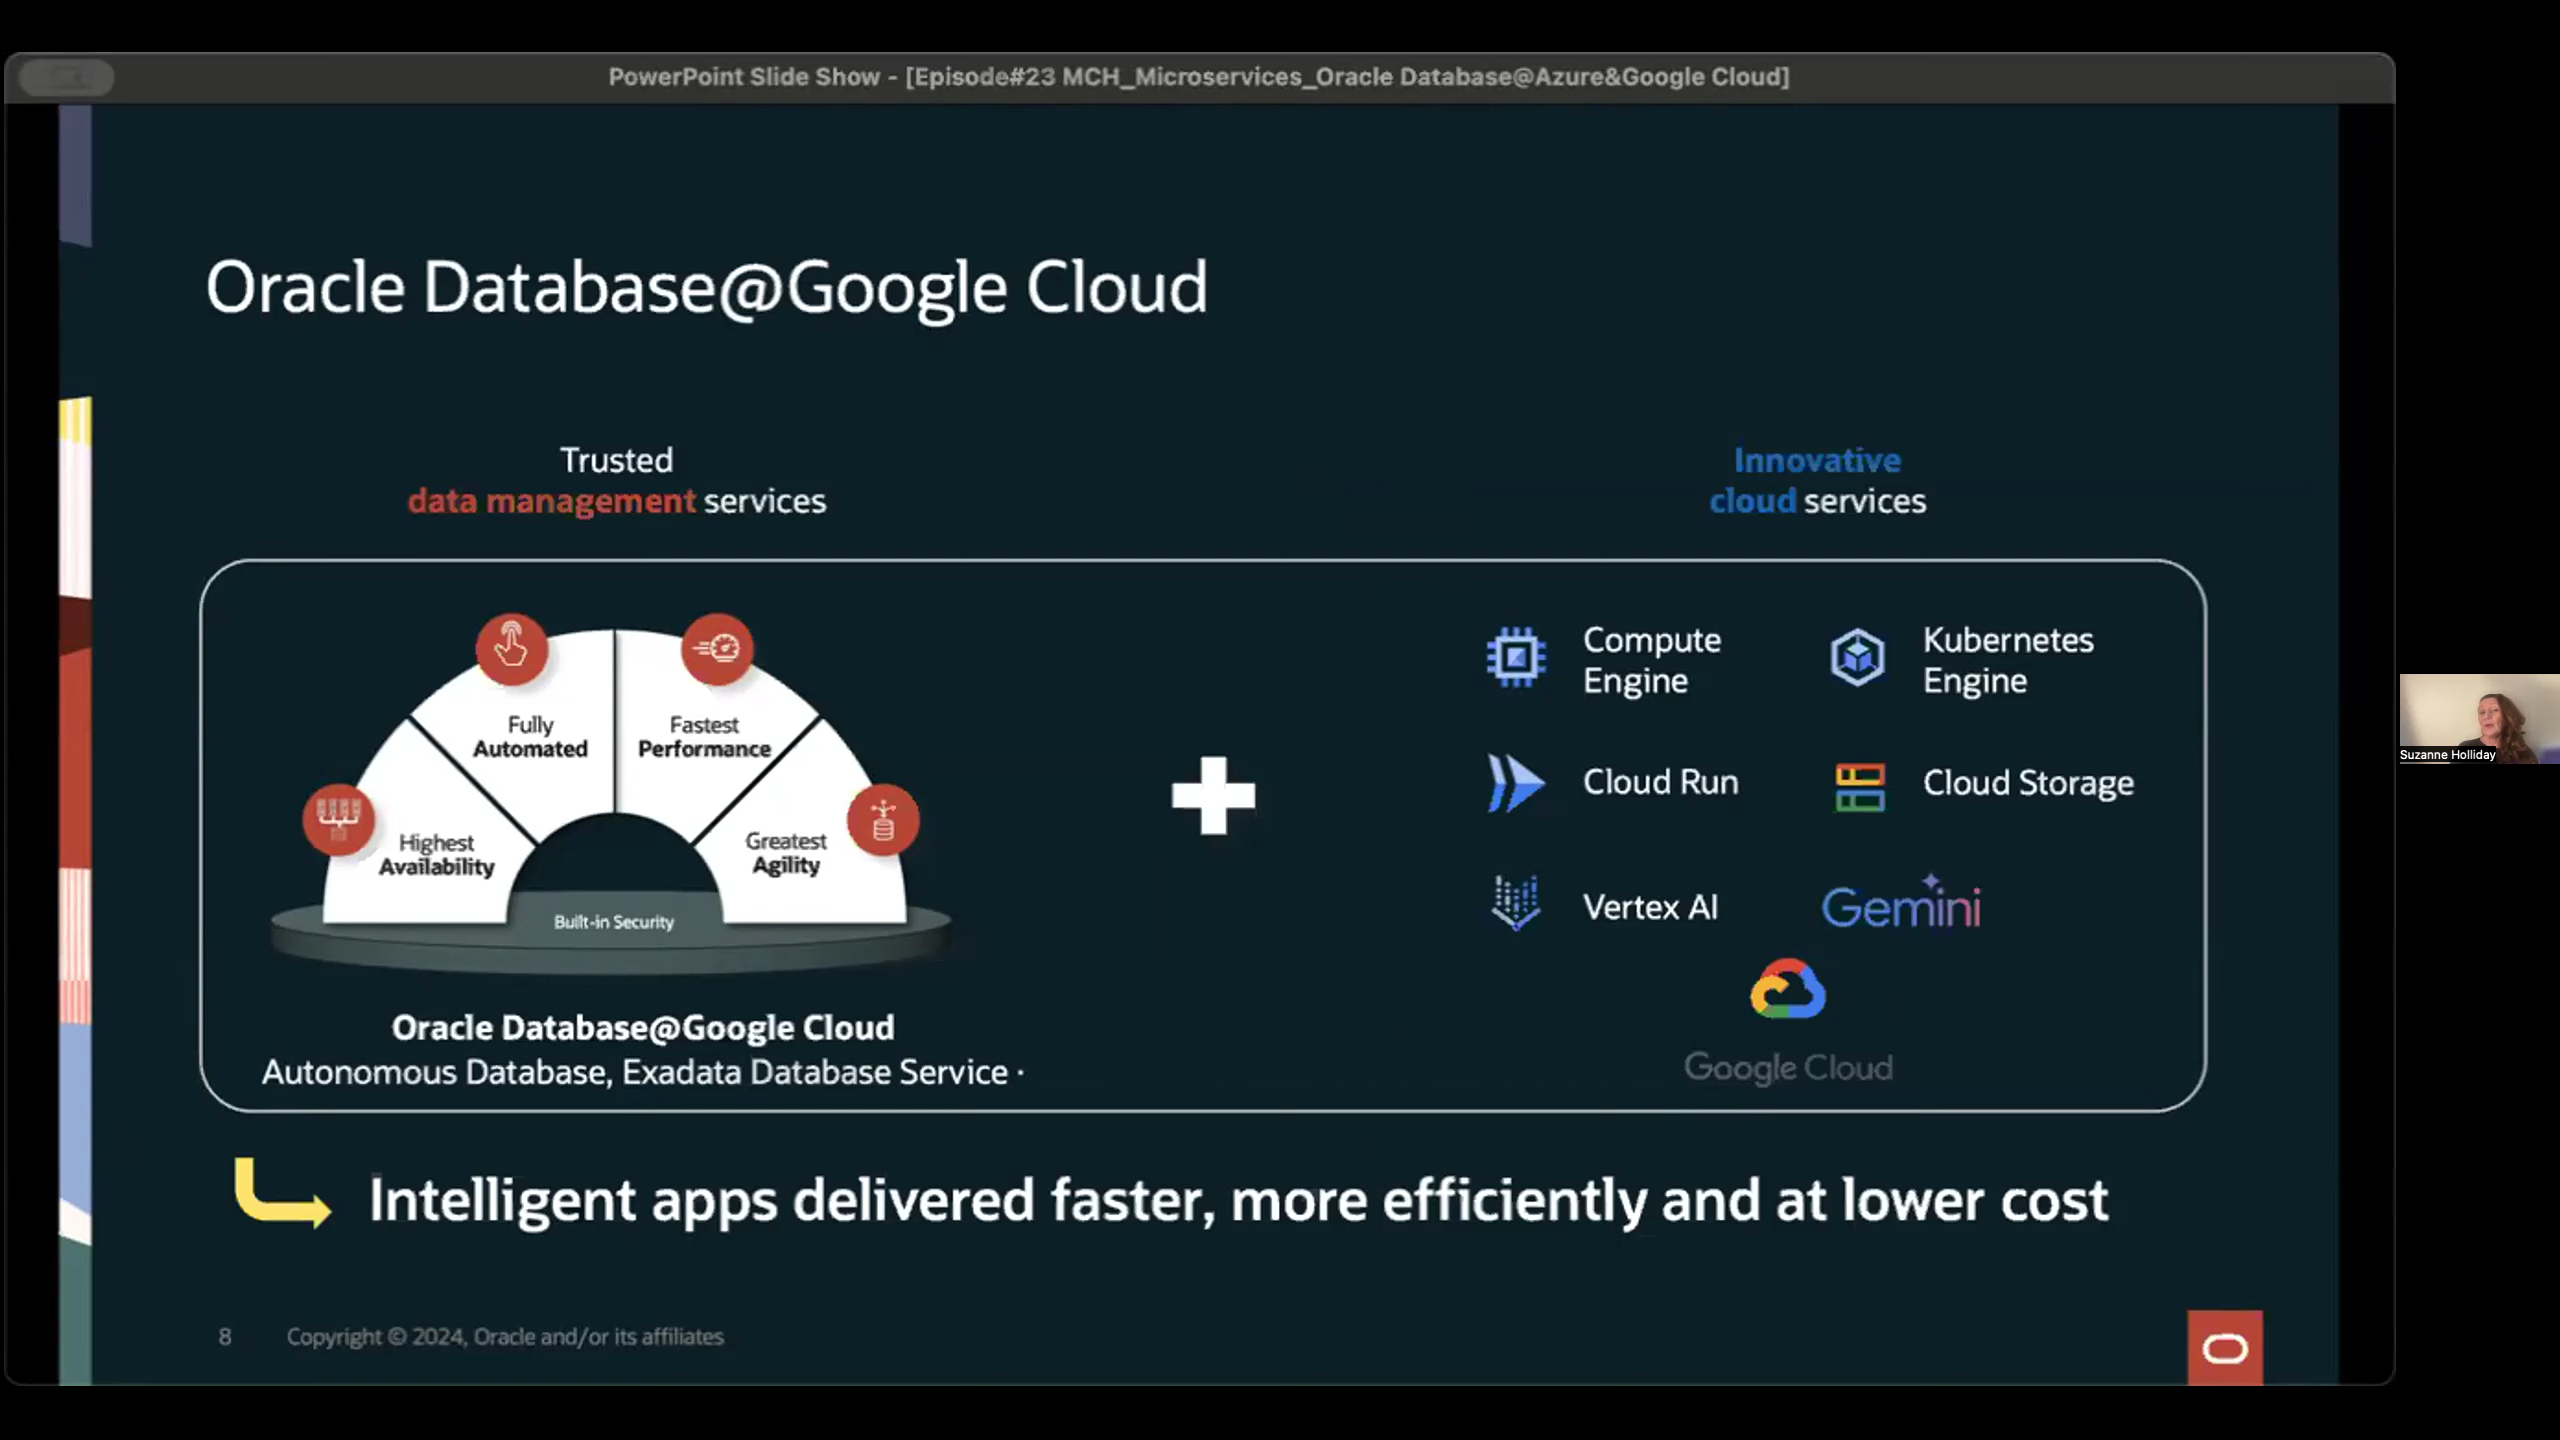 PowerPoint Slide Show - [Episode#23 MCH_Microservices_Oracle Database@Azure&Google Cloud]
Oracle Database@Google Cloud
Trusted
data management services
Innovative
cloud services
Fully
Automated
Fastest
Performance
Highest
Availability
Greatest
Agility
Built-in Security
Oracle Database@Google Cloud
Autonomous Database, Exadata Database Service ·
Compute
Engine
Kubernetes
Engine
Cloud Run
Cloud Storage
Vertex AI
Gemini
Google Cloud
Intelligent apps delivered faster, more efficiently and at lower cost
8
Copyright © 2024, Oracle and/or its affiliates
Suzanne Holliday